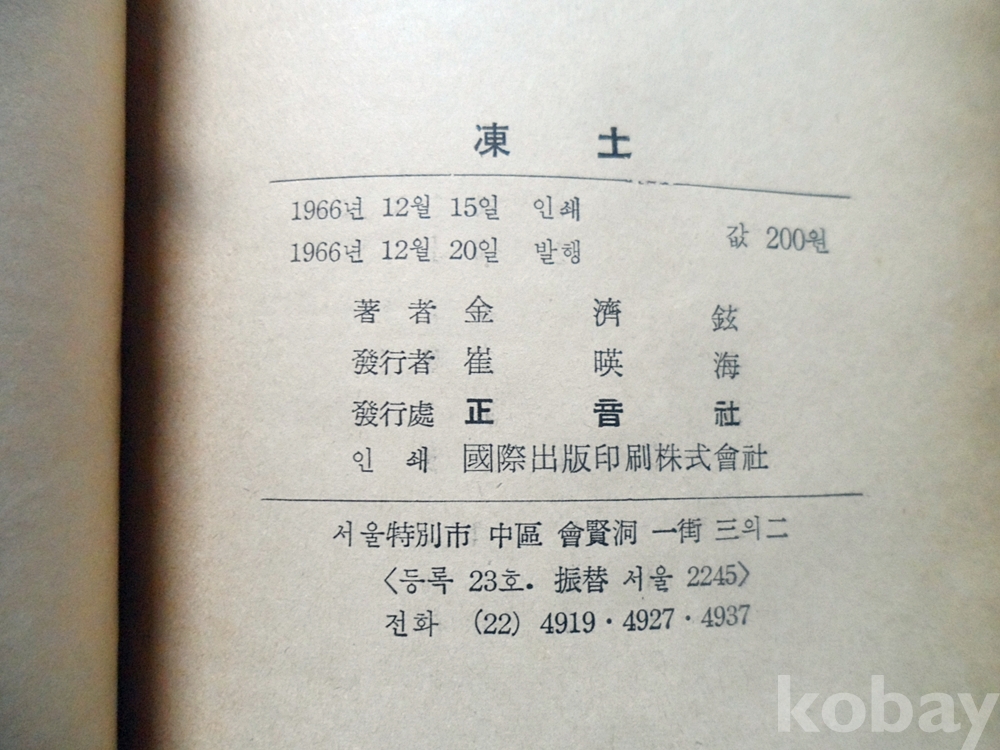 凍 土
1966년 12월 15일 인쇄
1966년 12월 20일 발행 값 200원
著者 金濟鉉
發行者 崔暎海
發行處 正音社
인쇄 國際出版印刷株式會社
서울特別市 中區 會賢洞 一街 三의二
〈등록 23호. 振替 서울 2245〉
전화 (22) 4919·4927·4937
kobay